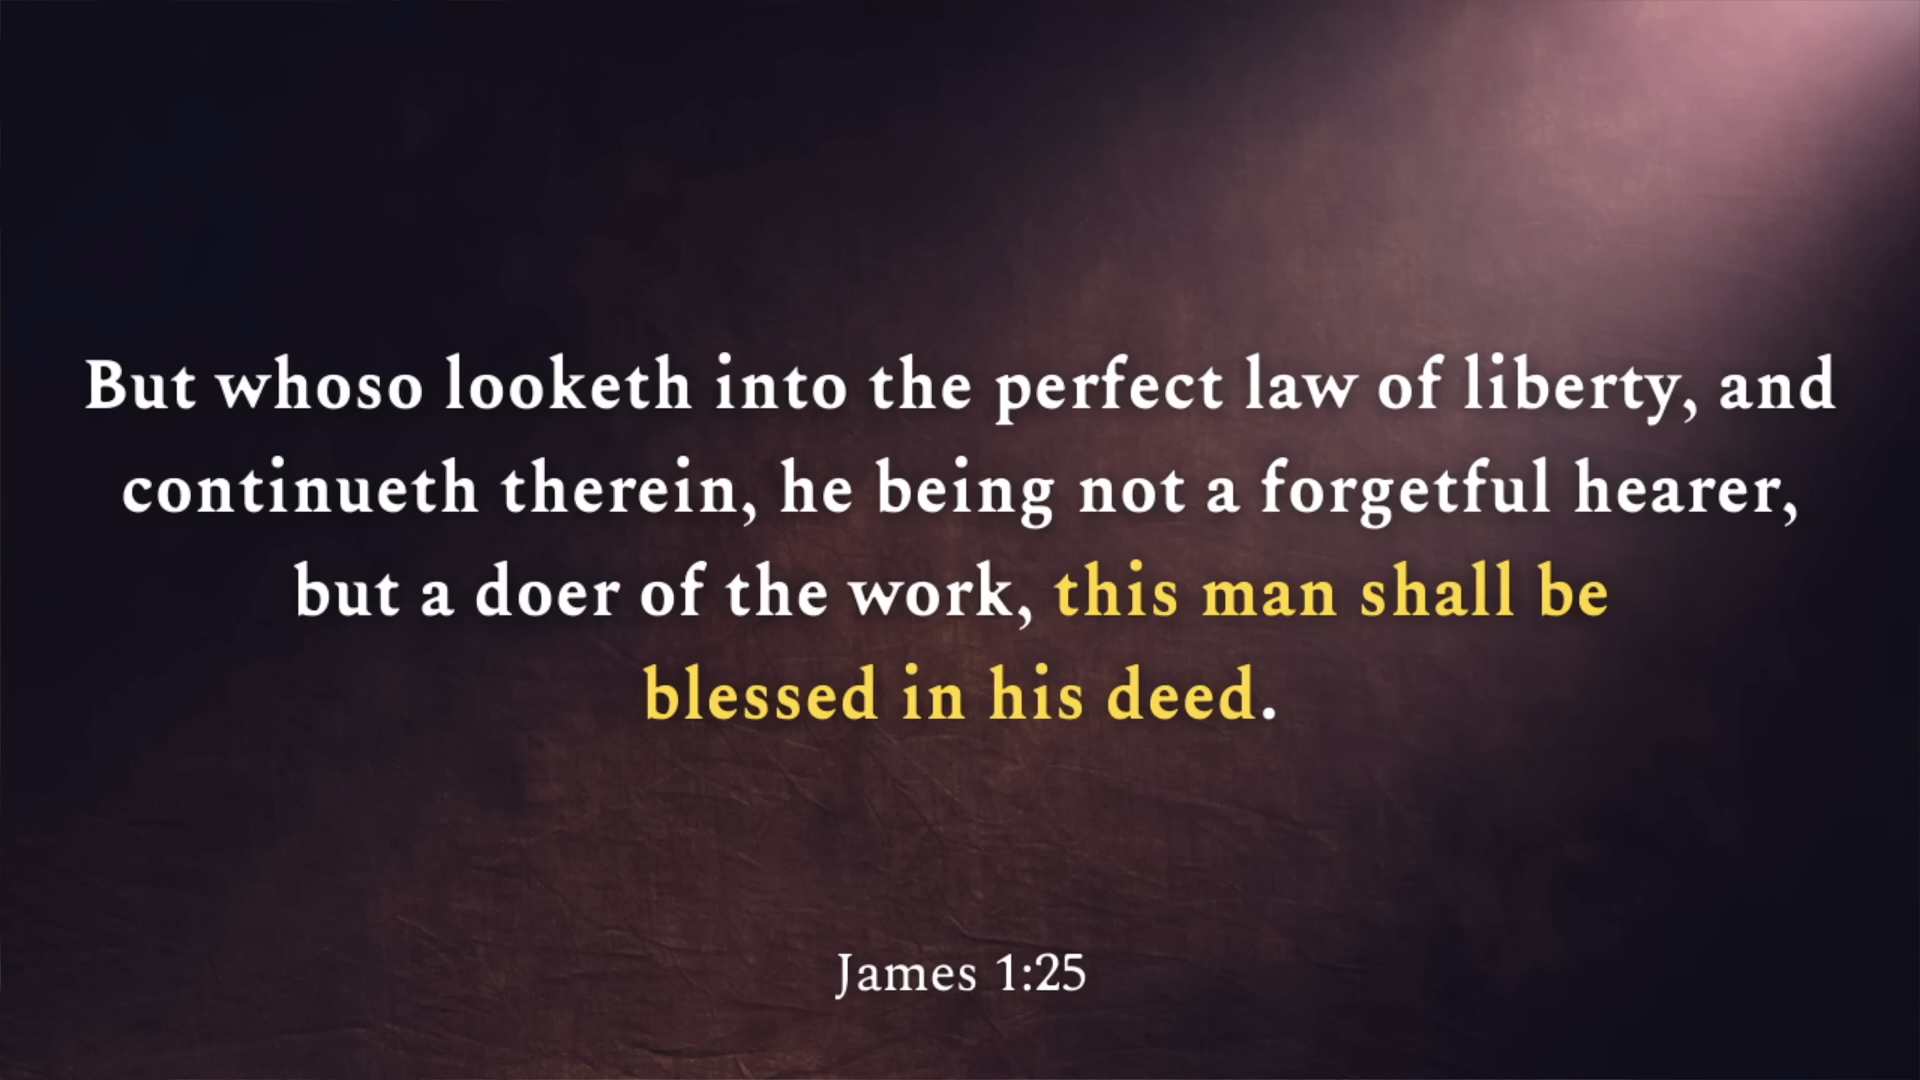 But whoso looketh into the perfect law of liberty, and
continueth therein, he being not a forgetful hearer,
but a doer of the work, this man shall be
blessed in his deed.
James 1:25